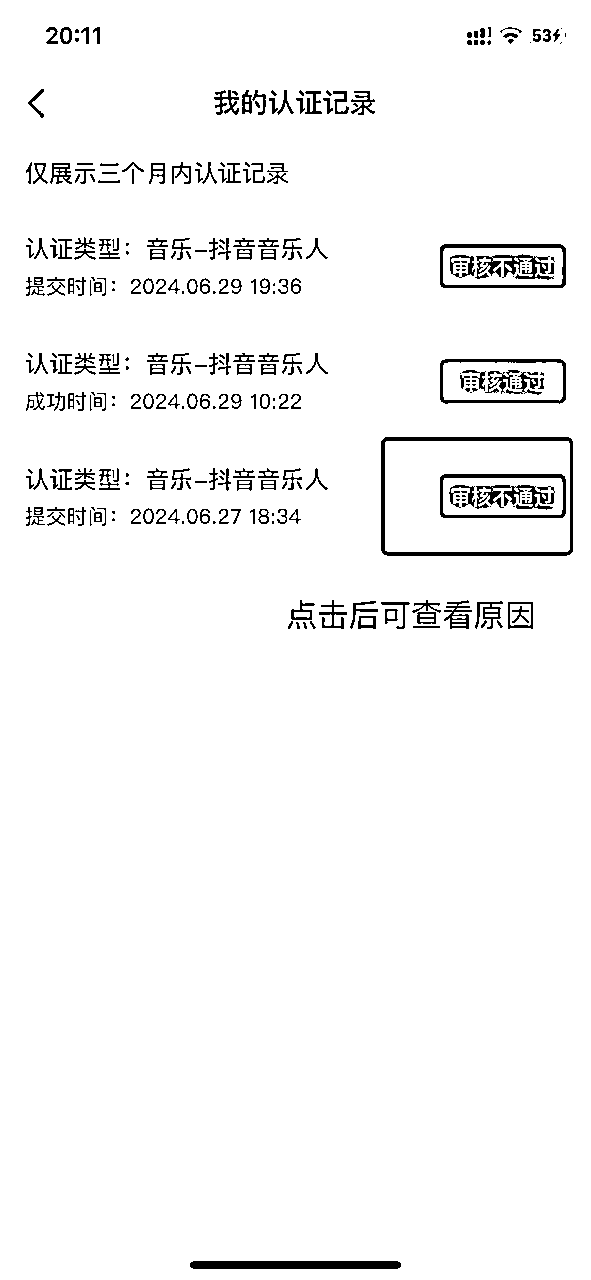 20:11
53
我的认证记录
仅展示三个月内认证记录
认证类型：音乐-抖音音乐人
审核不通过
提交时间：2024.06.29 19:36
认证类型：音乐-抖音音乐人
审核通过
成功时间：2024.06.29 10:22
认证类型：音乐-抖音音乐人
审核不通过
提交时间：2024.06.27 18:34
点击后可查看原因